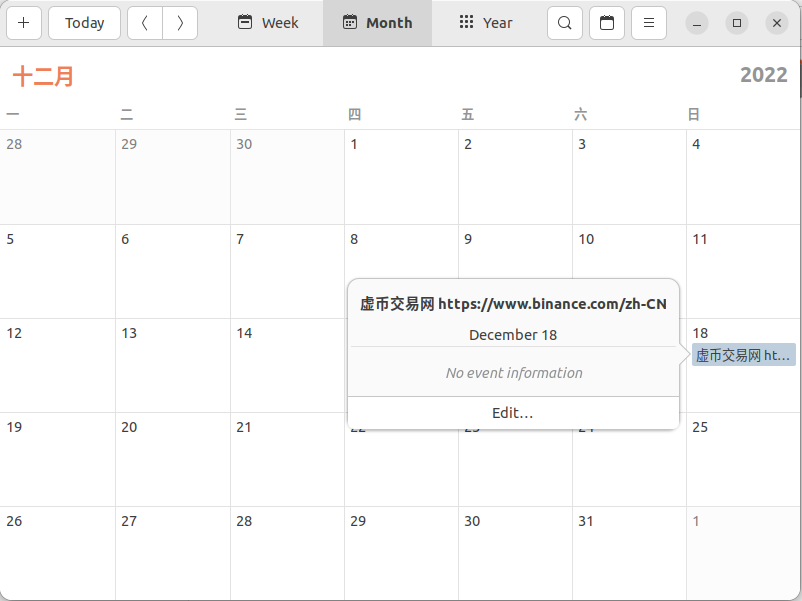 Today Week Month Year
十二月 2022
一 二 三 四 五 六 日
28 29 30 1 2 3 4
5 6 7 8 9 10 11
虚币交易网 https://www.binance.com/zh-CN
December 18
No event information
Edit…
12 13 14 18
虚币交易网 ht…
19 20 21 22 23 24 25
26 27 28 29 30 31 1